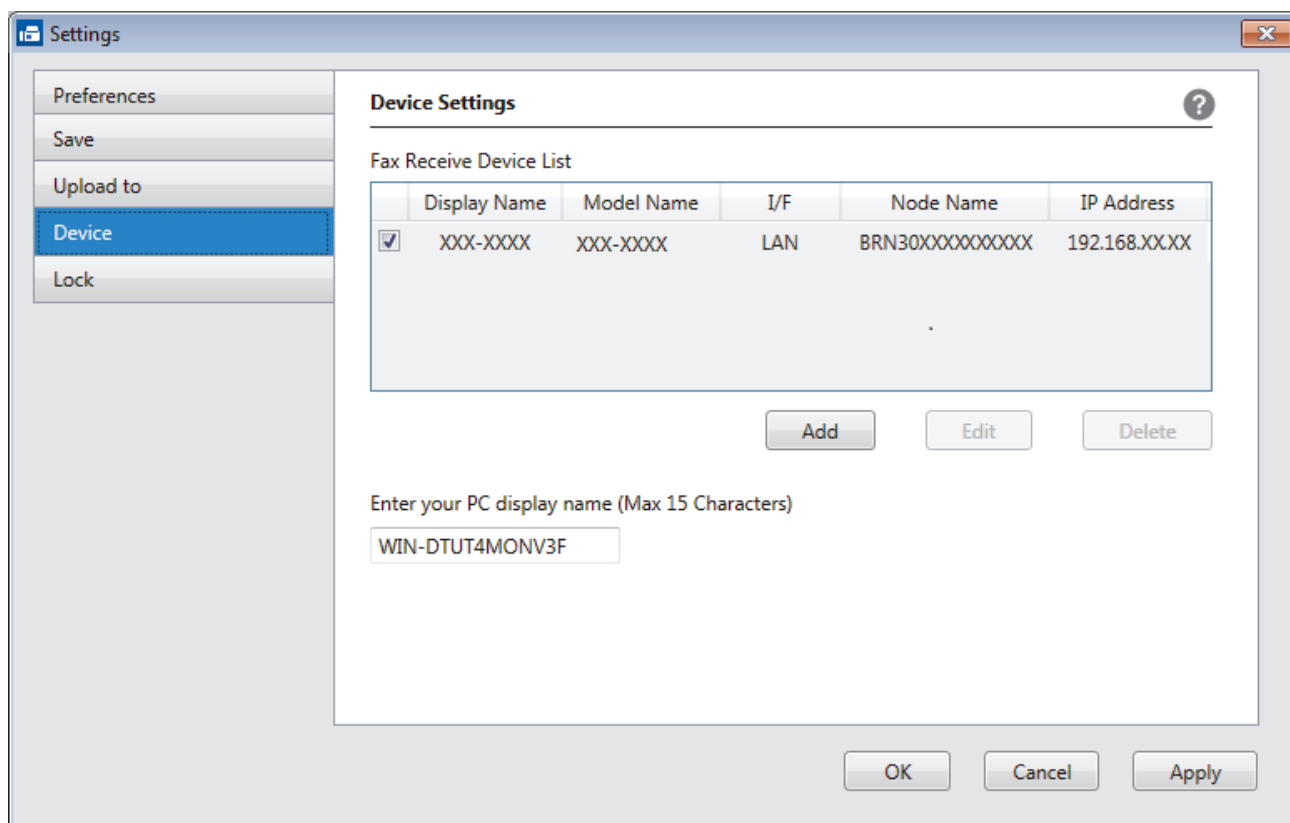 Settings
Preferences
Save
Upload to
Device
Lock
Device Settings
?
Fax Receive Device List
Display Name Model Name I/F Node Name IP Address
XXX-XXXX XXX-XXXX LAN BRN30XXXXXXXXXX 192.168.XX.XX
Add Edit Delete
Enter your PC display name (Max 15 Characters)
WIN-DTUT4MONV3F
OK Cancel Apply